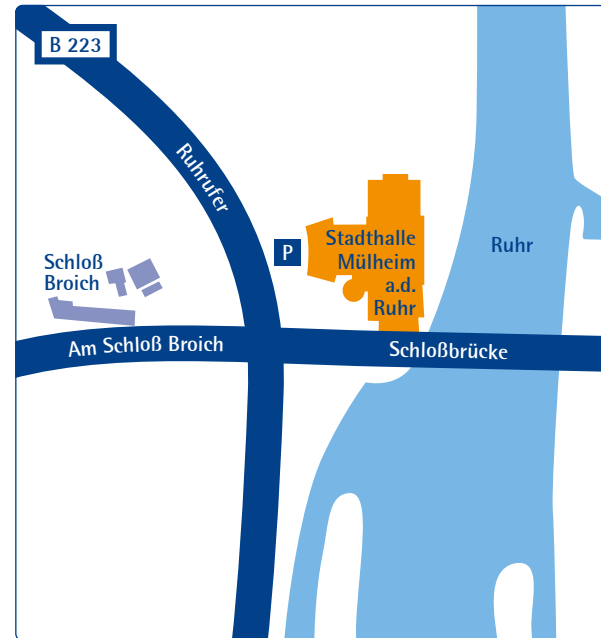 B 223
Ruhrufer
P
Stadthalle
Mülheim
a.d.
Ruhr
Ruhr
Schloß
Broich
Am Schloß Broich
Schloßbrücke